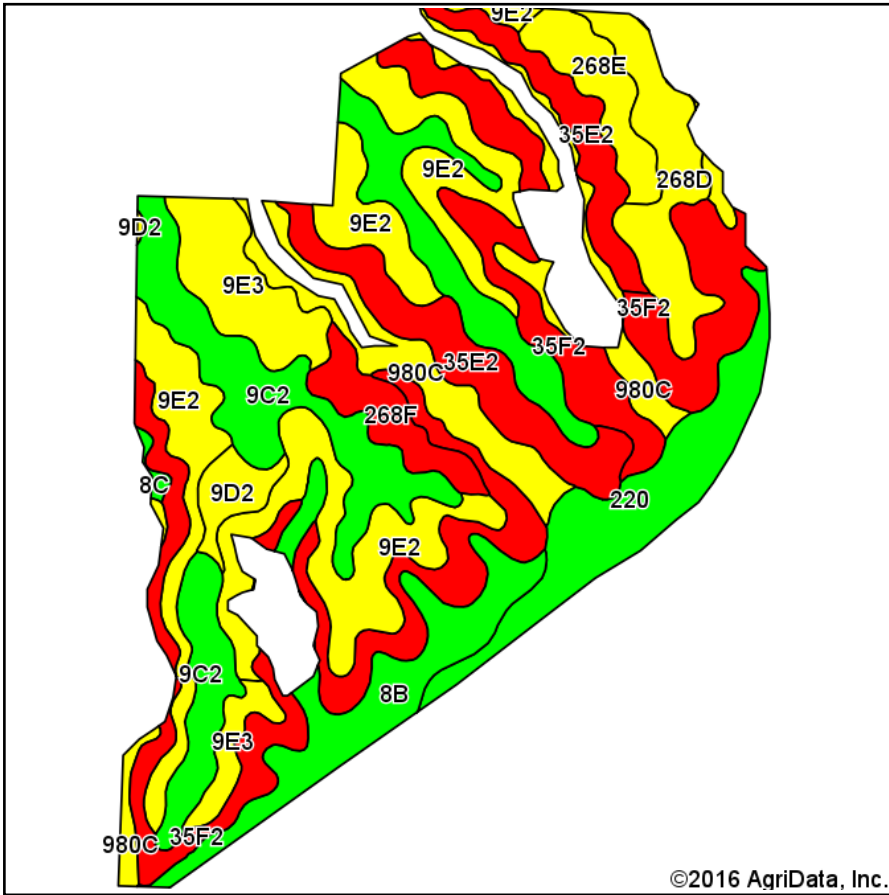 9E2
268E
35E2
9E2
268D
9D2
9E2
9E3
35F2
35F2
35E2
980C
980C
9E2
9C2
268F
8C
9D2
220
9E2
9C2
8B
9E3
35F2
980C
©2016 AgriData, Inc.